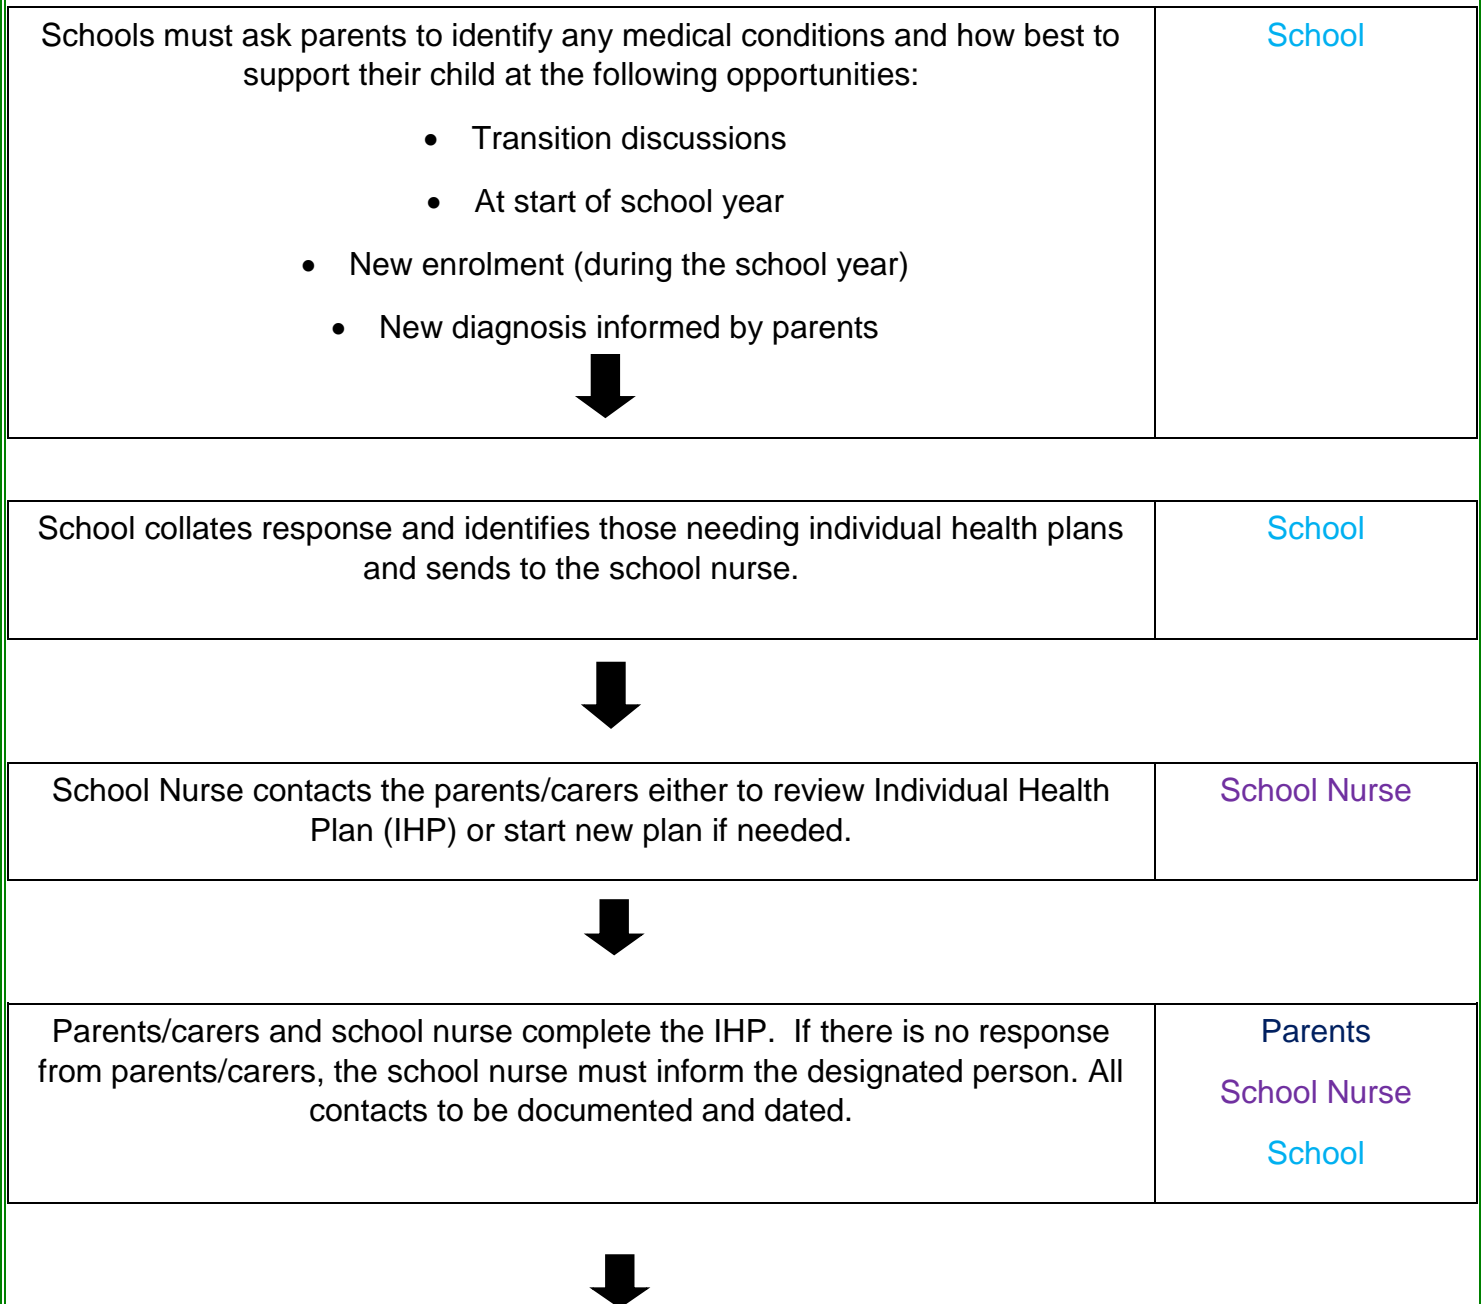 Schools must ask parents to identify any medical conditions and how best to
support their child at the following opportunities:
• Transition discussions
• At start of school year
• New enrolment (during the school year)
• New diagnosis informed by parents
School
School collates response and identifies those needing individual health plans
and sends to the school nurse.
School
School Nurse contacts the parents/carers either to review Individual Health
Plan (IHP) or start new plan if needed.
School Nurse
Parents/carers and school nurse complete the IHP.  If there is no response
from parents/carers, the school nurse must inform the designated person. All
contacts to be documented and dated.
Parents
School Nurse
School